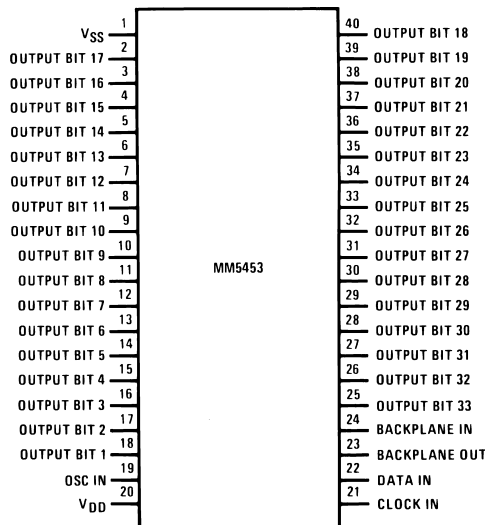 1 40
VSS OUTPUT BIT 18
2 39
OUTPUT BIT 17 OUTPUT BIT 19
3 38
OUTPUT BIT 16 OUTPUT BIT 20
4 37
OUTPUT BIT 15 OUTPUT BIT 21
5 36
OUTPUT BIT 14 OUTPUT BIT 22
6 35
OUTPUT BIT 13 OUTPUT BIT 23
7 34
OUTPUT BIT 12 OUTPUT BIT 24
8 33
OUTPUT BIT 11 OUTPUT BIT 25
9 32
OUTPUT BIT 10 OUTPUT BIT 26
10 31
OUTPUT BIT 9 OUTPUT BIT 27
MM5453
11 30
OUTPUT BIT 8 OUTPUT BIT 28
12 29
OUTPUT BIT 7 OUTPUT BIT 29
13 28
OUTPUT BIT 6 OUTPUT BIT 30
14 27
OUTPUT BIT 5 OUTPUT BIT 31
15 26
OUTPUT BIT 4 OUTPUT BIT 32
16 25
OUTPUT BIT 3 OUTPUT BIT 33
17 24
OUTPUT BIT 2 BACKPLANE IN
18 23
OUTPUT BIT 1 BACKPLANE OUT
19 22
OSC IN DATA IN
20 21
VDD CLOCK IN